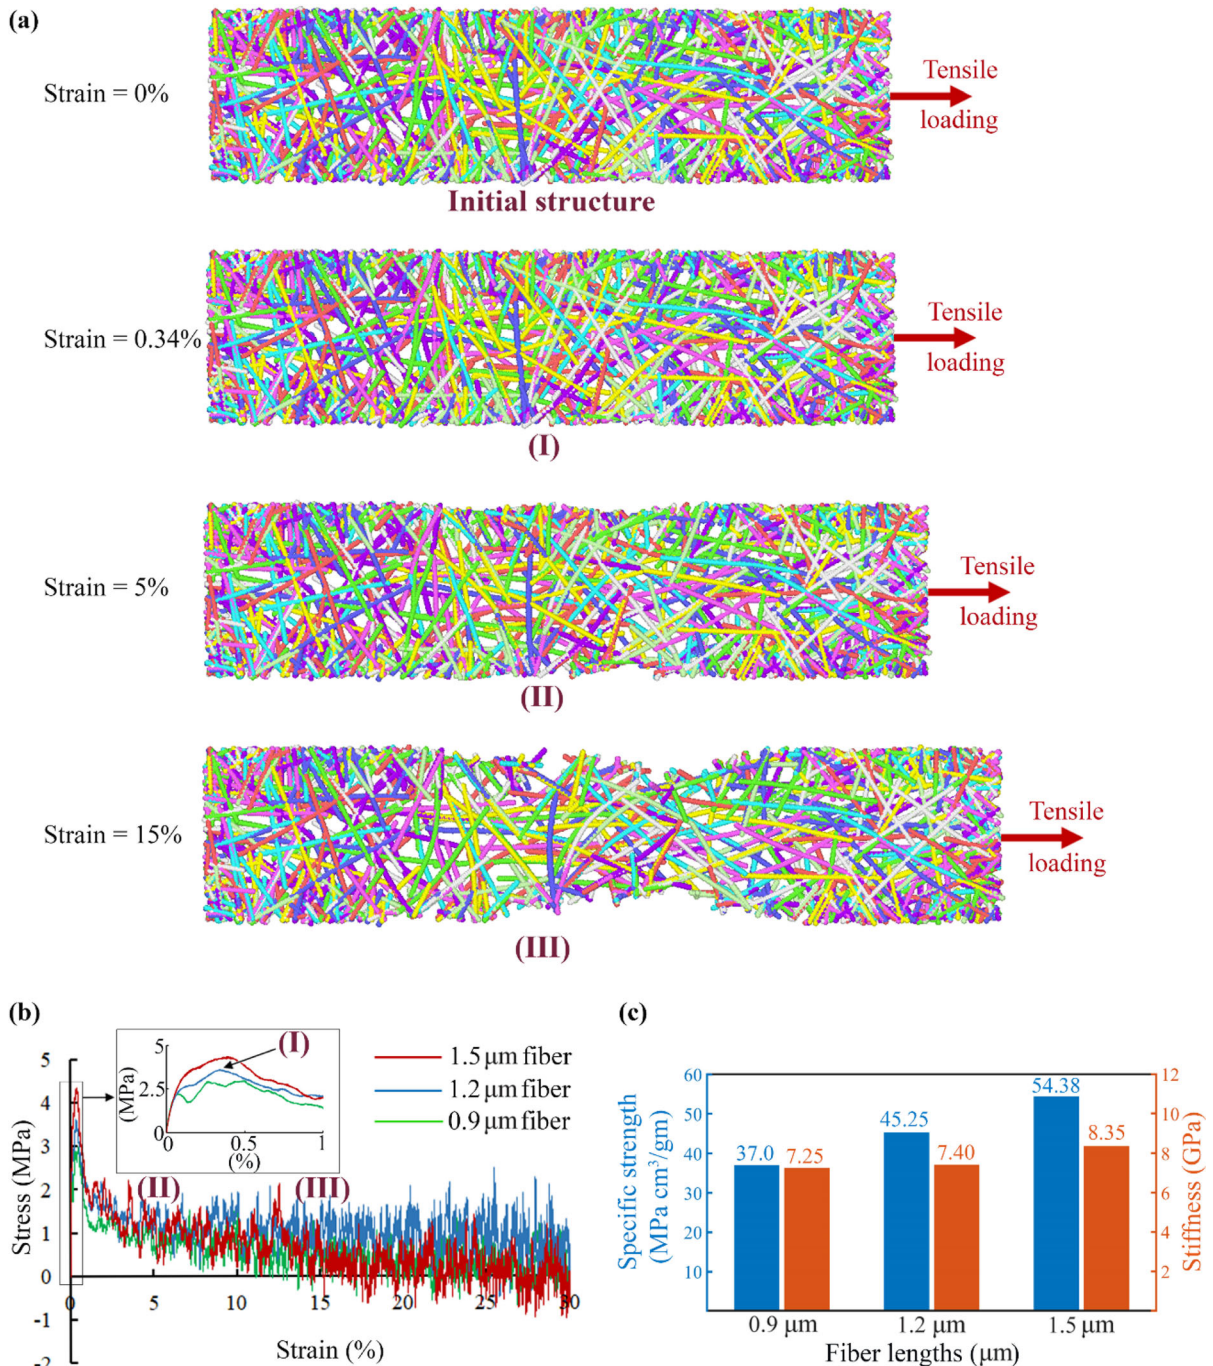 (a)
Strain = 0%
Tensile
loading
Initial structure
Strain = 0.34%
Tensile
loading
(I)
Strain = 5%
Tensile
loading
(II)
Strain = 15%
Tensile
loading
(III)
(b)
Stress (MPa)
5
4
3
2
1
0
-1
-2
0
5
10
15
20
25
30
Strain (%)
(MPa)
5
2.5
0
0
0.5
1
(%)
(I)
(II)
(III)
1.5 μm fiber
1.2 μm fiber
0.9 μm fiber
(c)
Specific strength
(MPa cm³/gm)
60
50
40
30
20
10
37.0
7.25
45.25
7.40
54.38
8.35
12
10
8
6
4
2
Stiffness (GPa)
0.9 μm
1.2 μm
1.5 μm
Fiber lengths (μm)